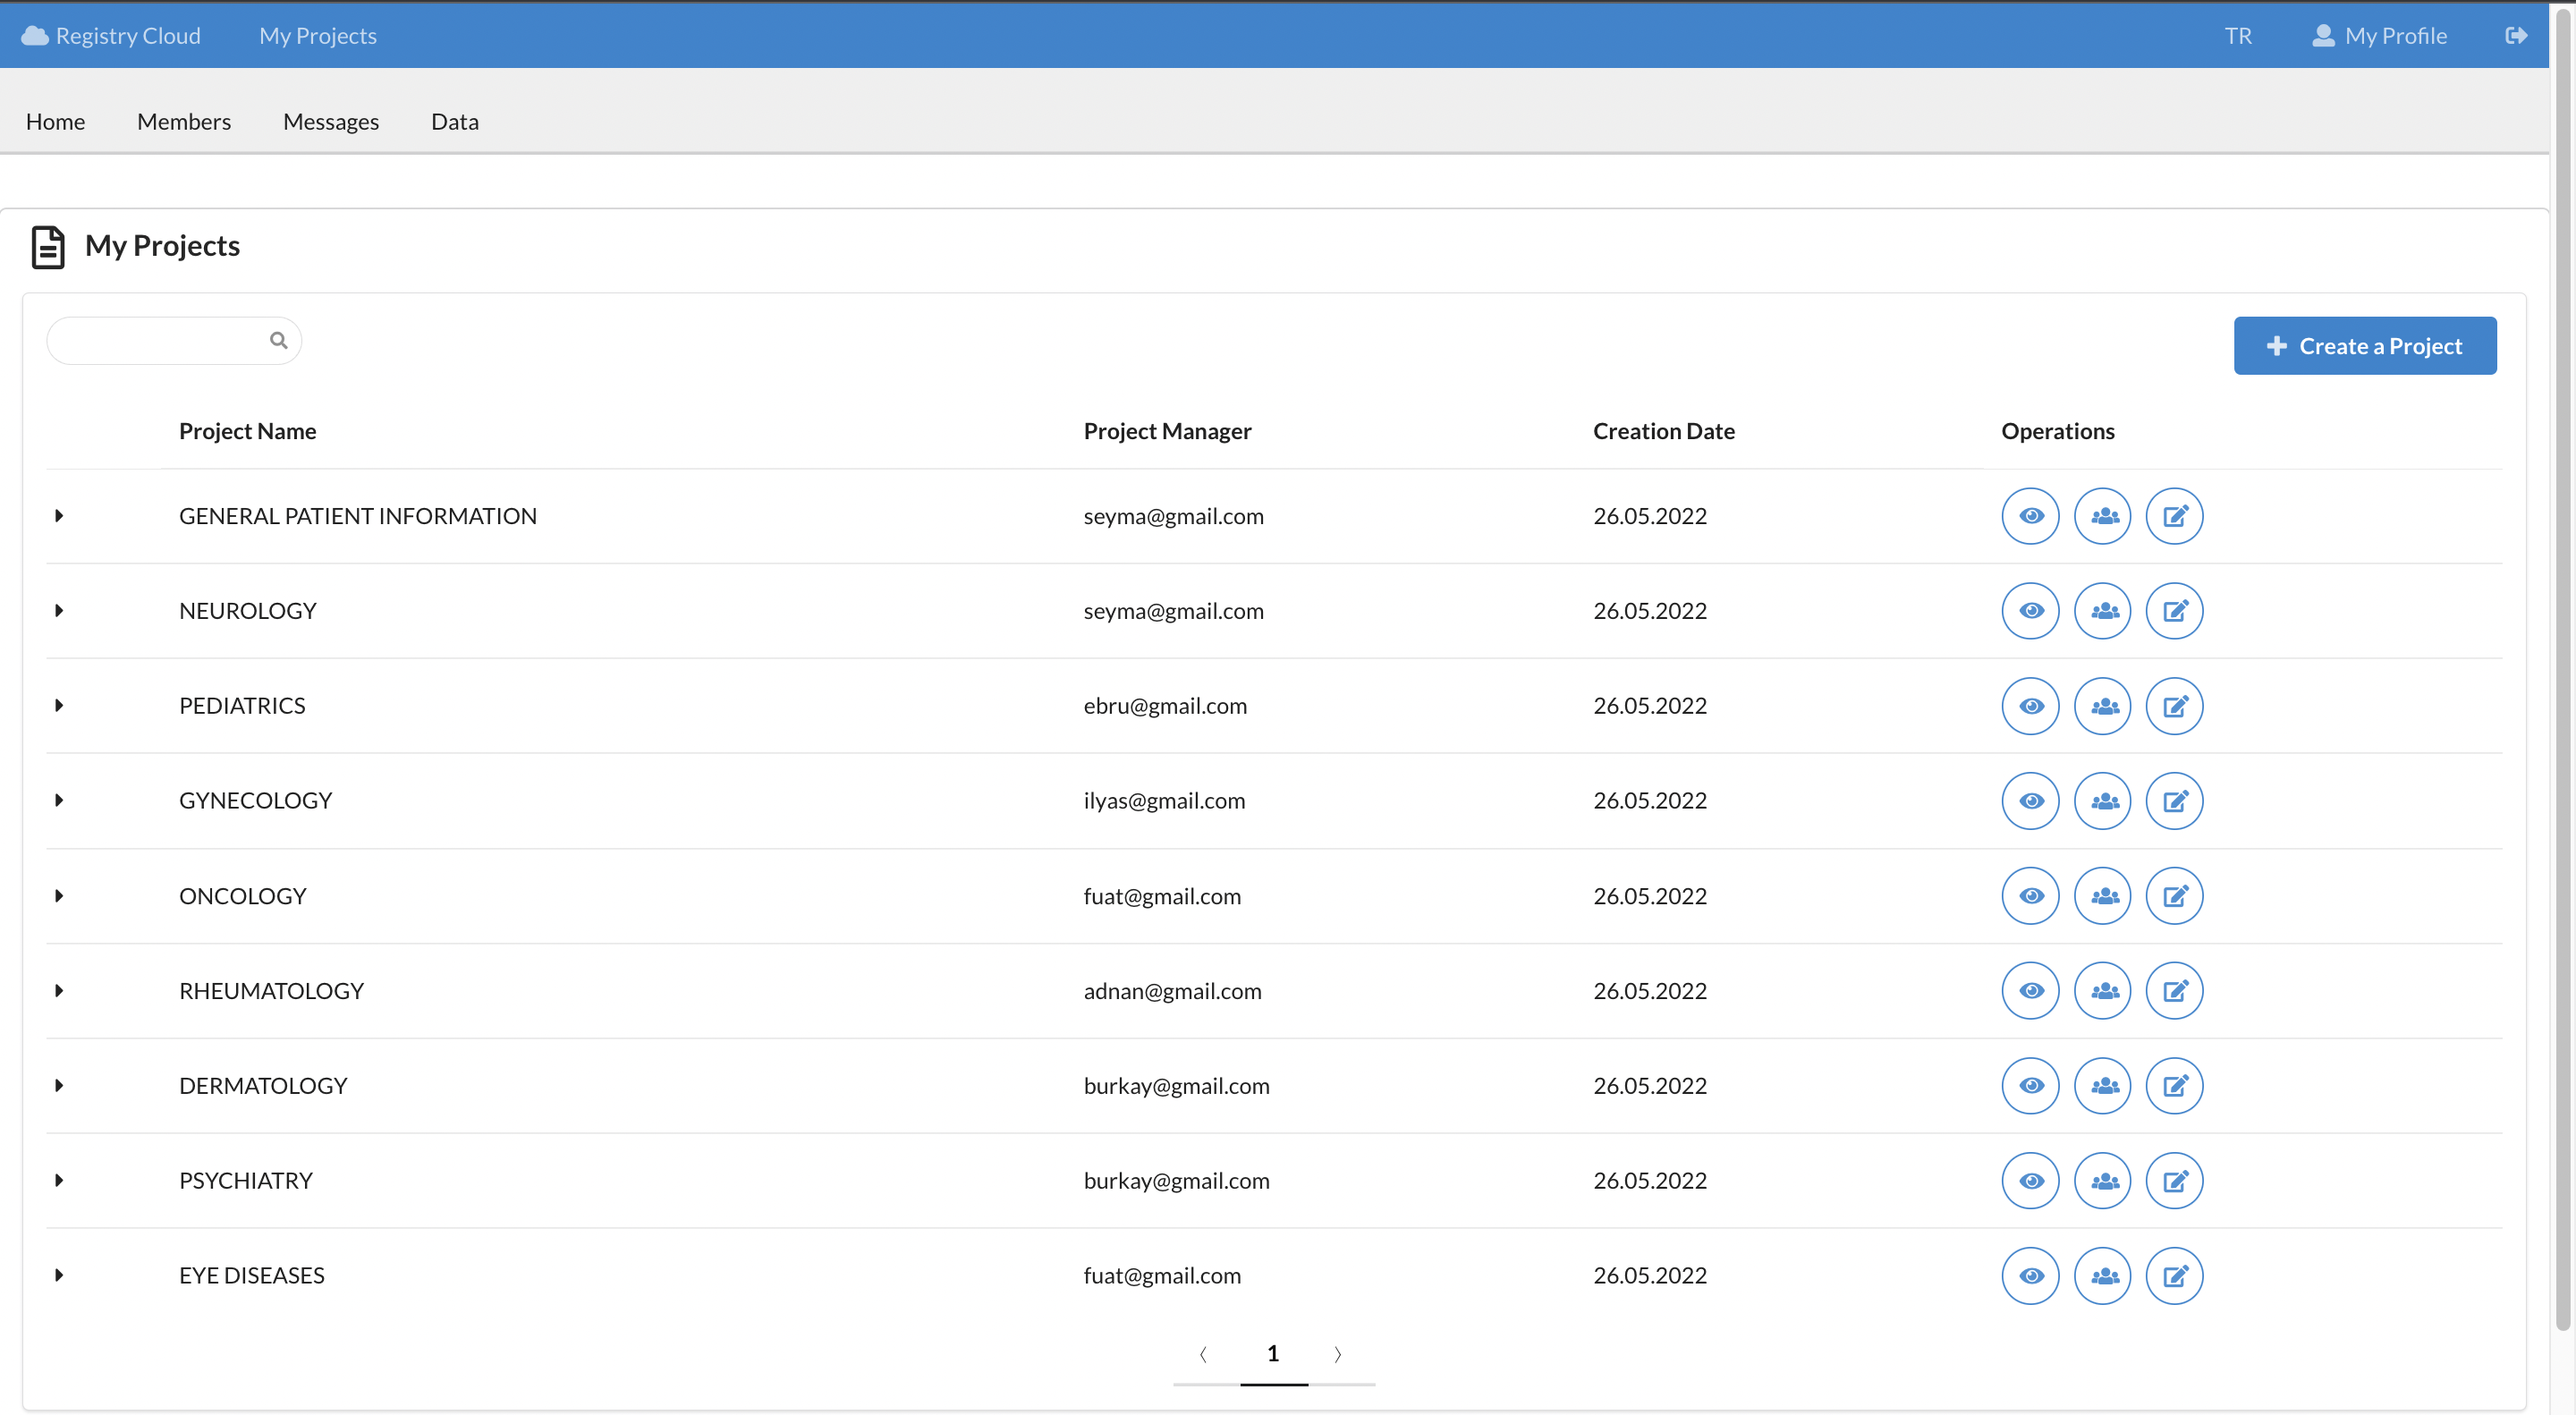 Registry Cloud My Projects TR My Profile
Home Members Messages Data
My Projects
Create a Project
Project Name Project Manager Creation Date Operations
GENERAL PATIENT INFORMATION seyma@gmail.com 26.05.2022
NEUROLOGY seyma@gmail.com 26.05.2022
PEDIATRICS ebru@gmail.com 26.05.2022
GYNECOLOGY ilyas@gmail.com 26.05.2022
ONCOLOGY fuat@gmail.com 26.05.2022
RHEUMATOLOGY adnan@gmail.com 26.05.2022
DERMATOLOGY burkay@gmail.com 26.05.2022
PSYCHIATRY burkay@gmail.com 26.05.2022
EYE DISEASES fuat@gmail.com 26.05.2022
1